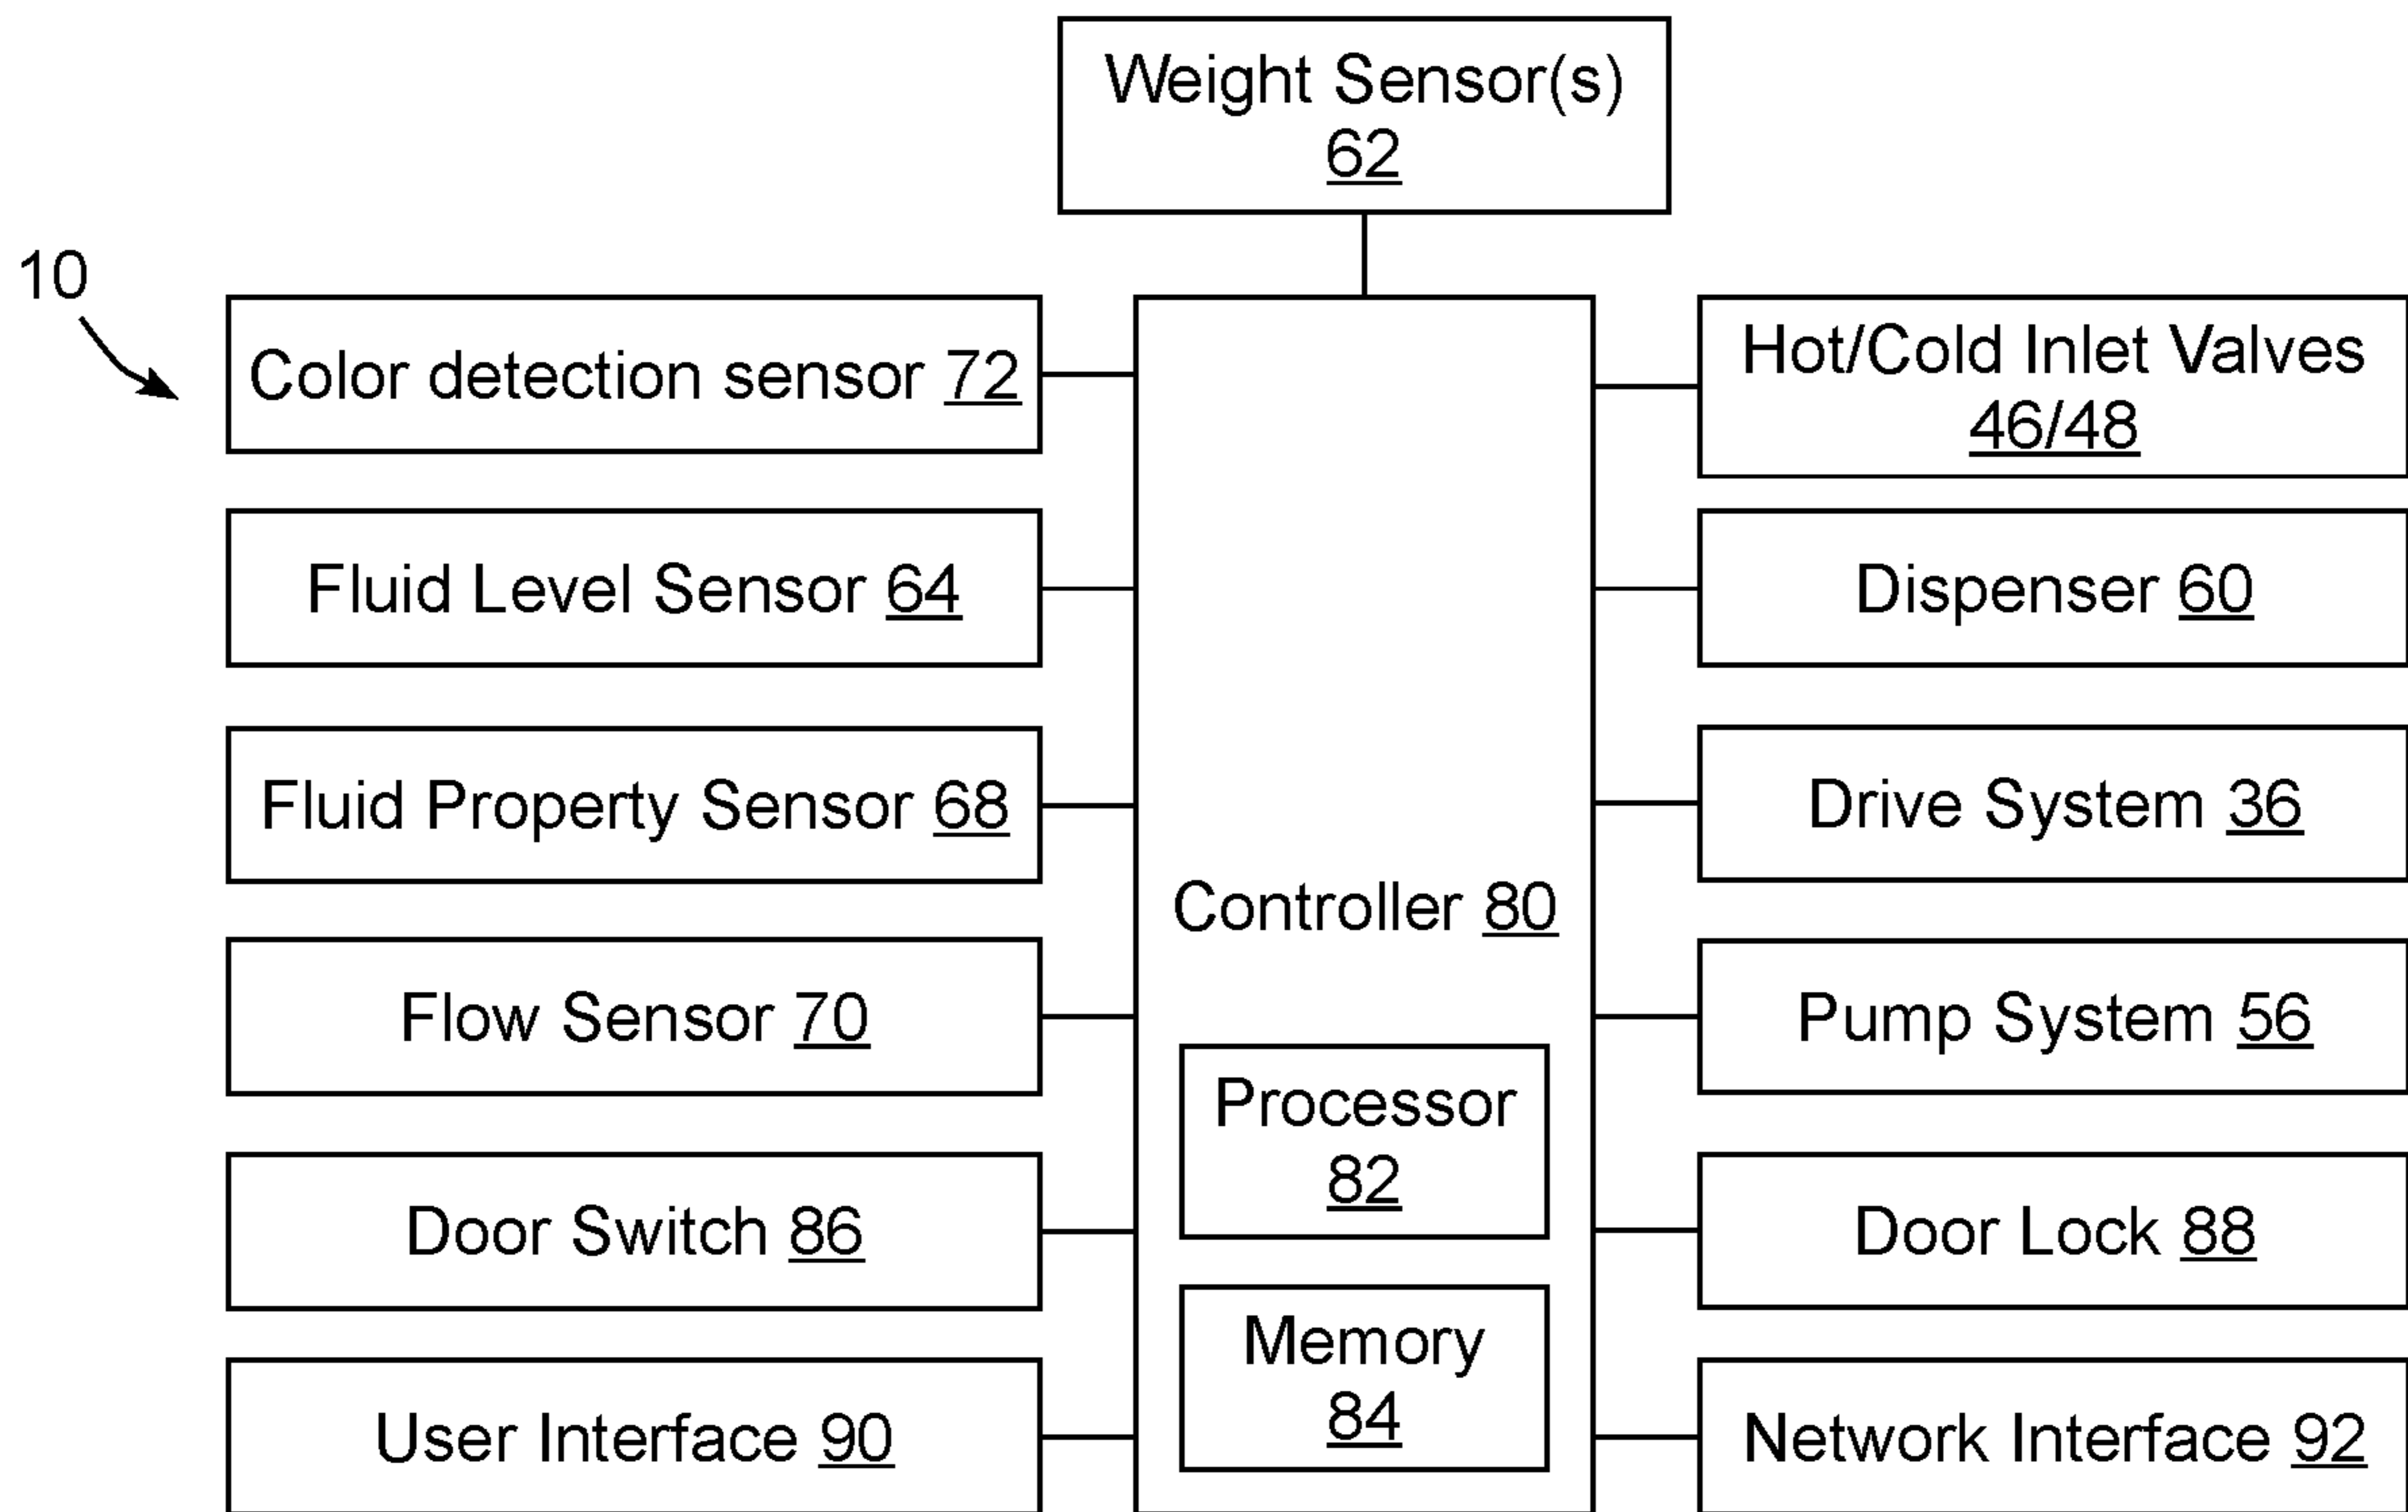 Weight Sensor(s)
62
10
Color detection sensor 72
Hot/Cold Inlet Valves
46/48
Fluid Level Sensor 64
Dispenser 60
Fluid Property Sensor 68
Drive System 36
Controller 80
Flow Sensor 70
Pump System 56
Processor
82
Door Switch 86
Door Lock 88
Memory
84
User Interface 90
Network Interface 92